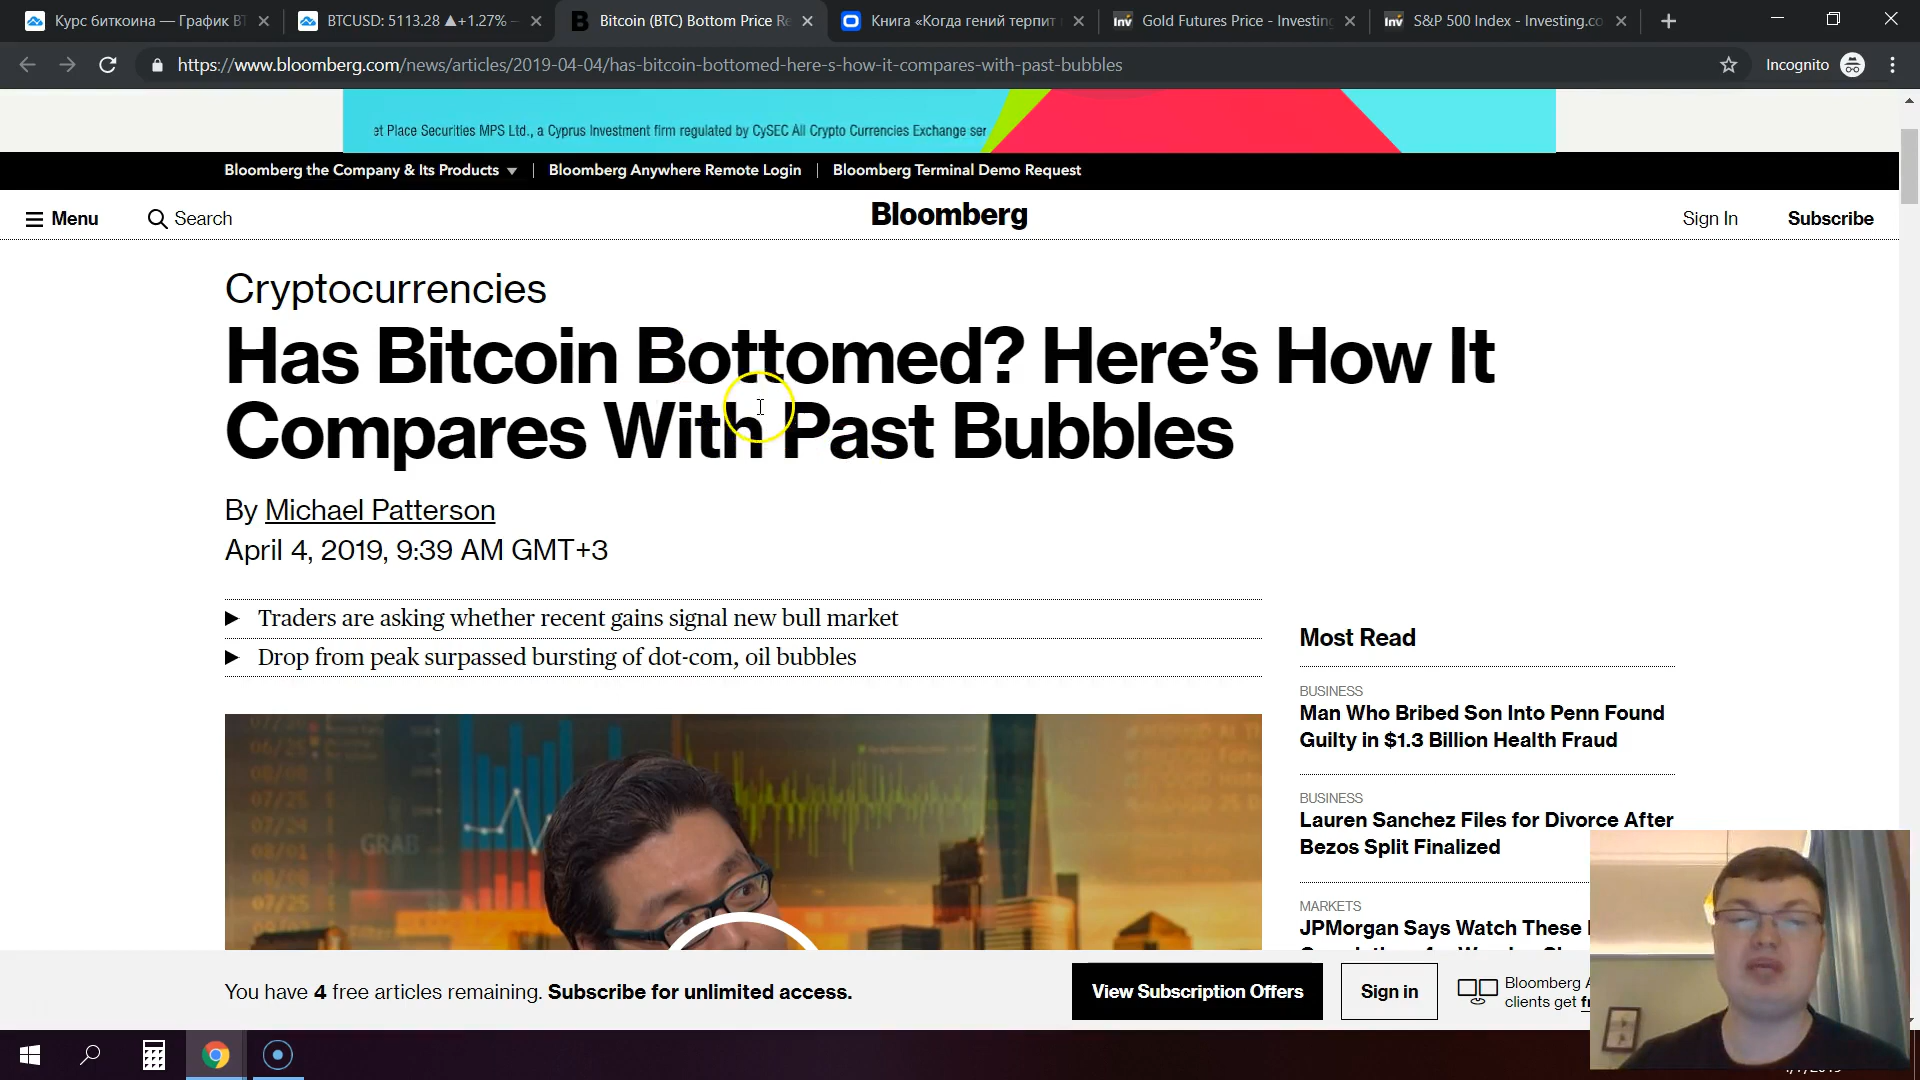 Курс биткоина — График BT
BTCUSD: 5113.28 ▲+1.27% –
Bitcoin (BTC) Bottom Price Re
Книга «Когда гений терпит
Gold Futures Price - Investing
S&P 500 Index - Investing.co
https://www.bloomberg.com/news/articles/2019-04-04/has-bitcoin-bottomed-here-s-how-it-compares-with-past-bubbles
Incognito
et Place Securities MPS Ltd., a Cyprus Investment firm regulated by CySEC All Crypto Currencies Exchange ser
Bloomberg the Company & Its Products
Bloomberg Anywhere Remote Login
Bloomberg Terminal Demo Request
Menu
Search
Bloomberg
Sign In
Subscribe
Cryptocurrencies
Has Bitcoin Bottomed? Here's How It
Compares With Past Bubbles
By Michael Patterson
April 4, 2019, 9:39 AM GMT+3
Traders are asking whether recent gains signal new bull market
Drop from peak surpassed bursting of dot-com, oil bubbles
Most Read
BUSINESS
Man Who Bribed Son Into Penn Found
Guilty in $1.3 Billion Health Fraud
BUSINESS
Lauren Sanchez Files for Divorce After
Bezos Split Finalized
MARKETS
JPMorgan Says Watch These
GRAB
You have 4 free articles remaining. Subscribe for unlimited access.
View Subscription Offers
Sign in
Bloomberg A
clients get fr